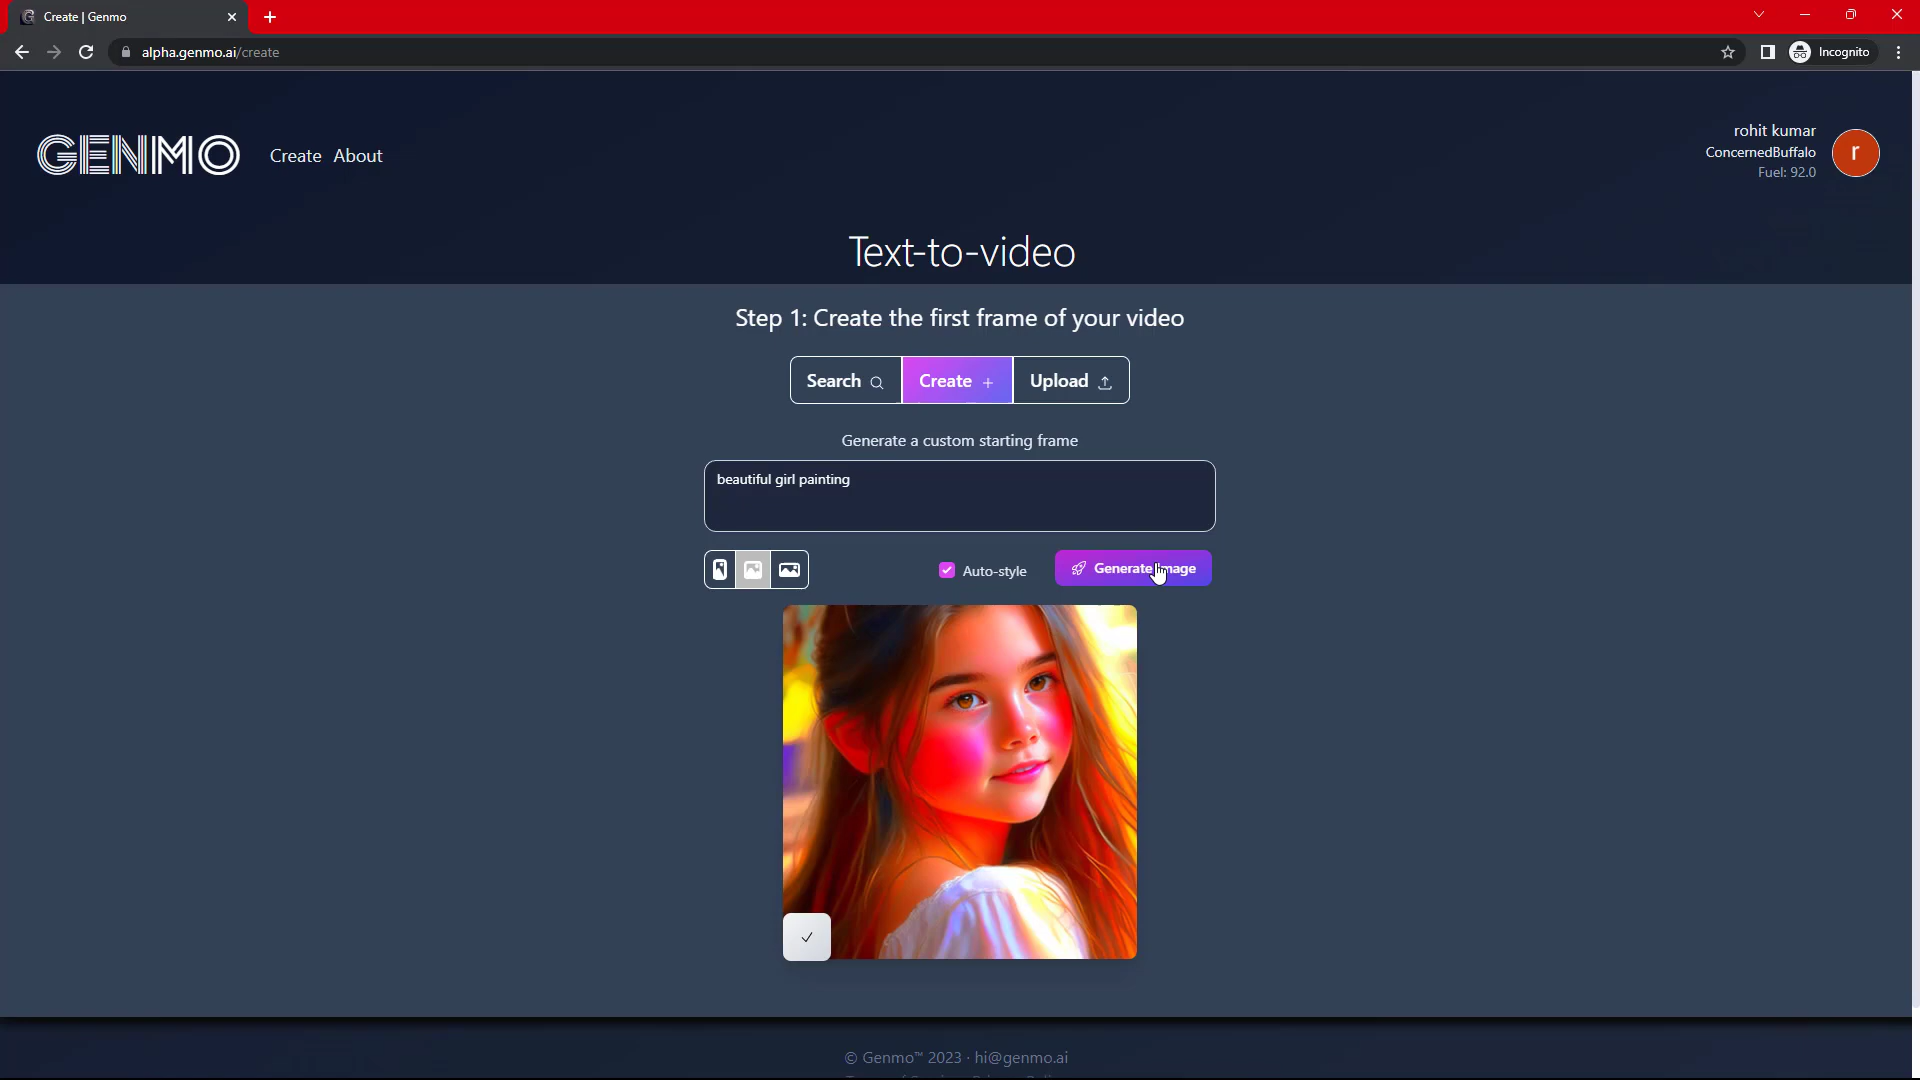 Create | Genmo
alpha.genmo.ai/create
Incognito
GENMO
Create About
rohit kumar
ConcernedBuffalo
Fuel: 92.0
r
Text-to-video
Step 1: Create the first frame of your video
Search
Create +
Upload
Generate a custom starting frame
beautiful girl painting
Auto-style
Generate Image
© Genmo™ 2023 · hi@genmo.ai